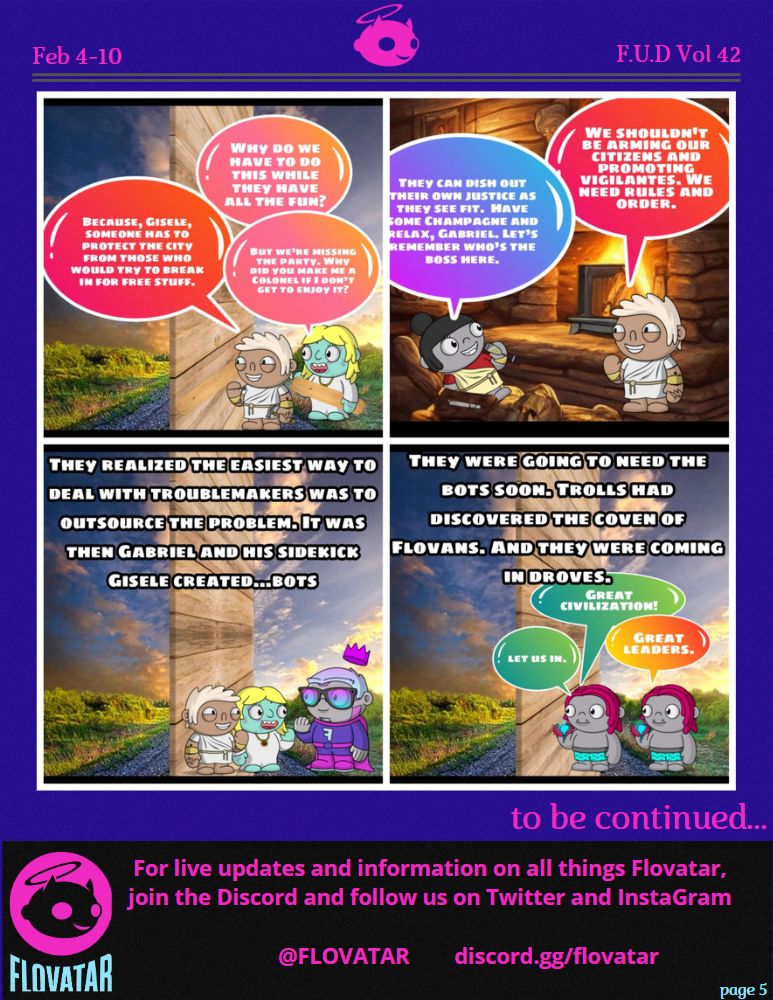 Feb 4-10
F.U.D Vol 42
Why do we
have to do
this while
they have
all the fun?
Because, Gisele,
someone has to
protect the city
from those who
would try to break
in for free stuff.
But we're missing
the party. Why
did you make me a
Colonel if I don't
get to enjoy it?
We shouldn't
be arming our
citizens and
promoting
vigilantes. We
need rules and
order.
They can dish out
their own justice as
they see fit. Have
some Champagne and
relax, Gabriel. Let's
remember who's the
boss here.
They realized the easiest way to
deal with troublemakers was to
outsource the problem. It was
then Gabriel and his sidekick
Gisele created...bots
They were going to need the
bots soon. Trolls had
discovered the coven of
Flovans. And they were coming
in droves.
Great
civilization!
Let us in.
Great
leaders.
to be continued...
For live updates and information on all things Flovatar,
join the Discord and follow us on Twitter and InstaGram
@FLOVATAR discord.gg/flovatar
FLOVATAR
page 5